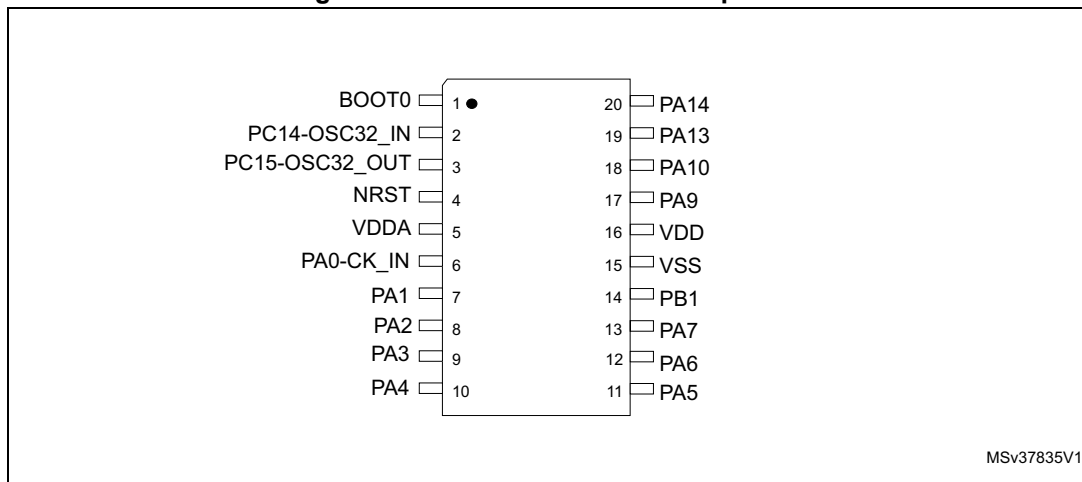 BOOT0 1 20 PA14
PC14-OSC32_IN 2 19 PA13
PC15-OSC32_OUT 3 18 PA10
NRST 4 17 PA9
VDDA 5 16 VDD
PA0-CK_IN 6 15 VSS
PA1 7 14 PB1
PA2 8 13 PA7
PA3 9 12 PA6
PA4 10 11 PA5
MSv37835V1